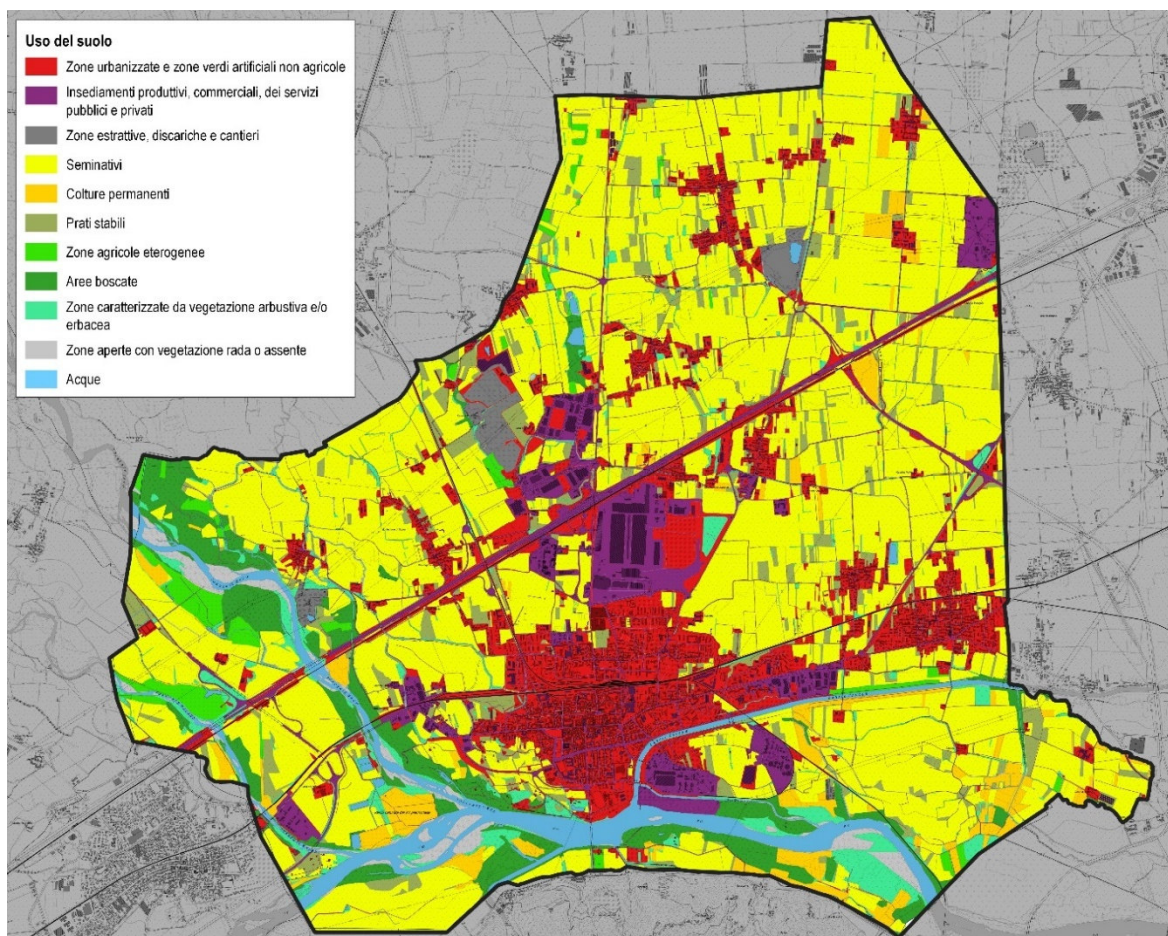 Uso del suolo
Zone urbanizzate e zone verdi artificiali non agricole
Insediamenti produttivi, commerciali, dei servizi
pubblici e privati
Zone estrattive, discariche e cantieri
Seminativi
Colture permanenti
Prati stabili
Zone agricole eterogenee
Aree boscate
Zone caratterizzate da vegetazione arbustiva e/o
erbacea
Zone aperte con vegetazione rada o assente
Acque